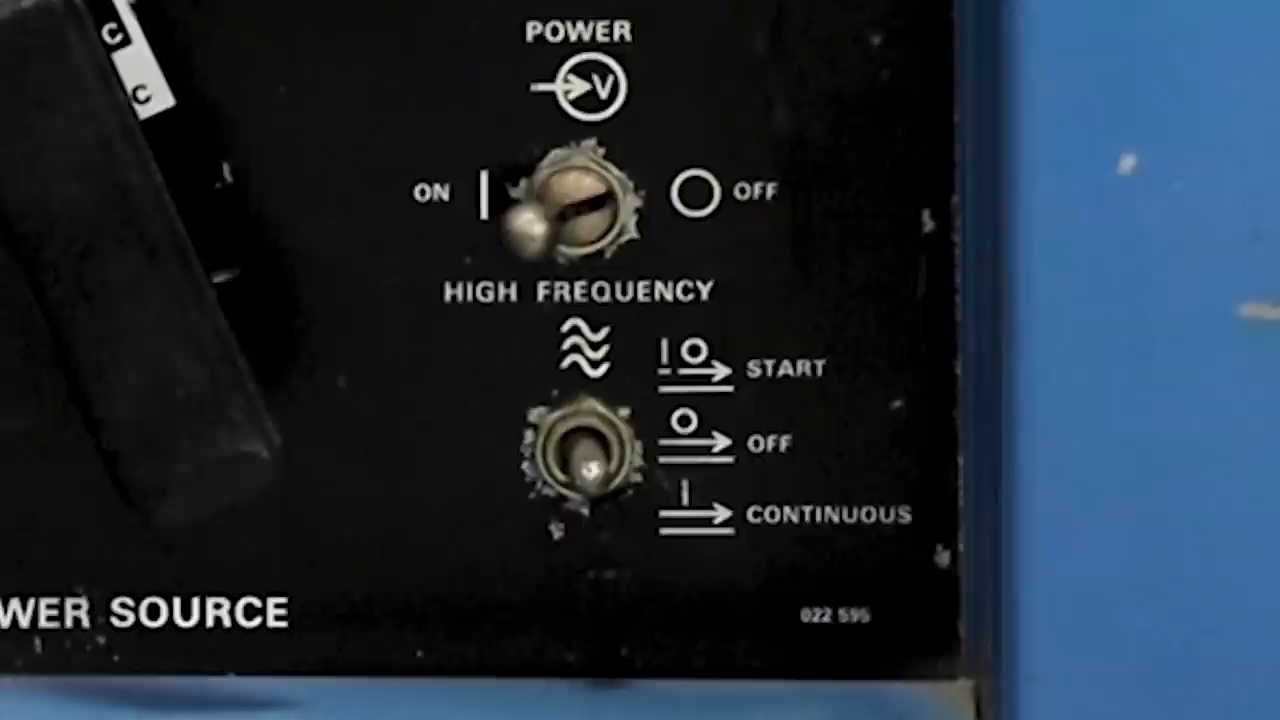 C
C
POWER
V
ON | O OFF
HIGH FREQUENCY
START
OFF
CONTINUOUS
WER SOURCE
022 595